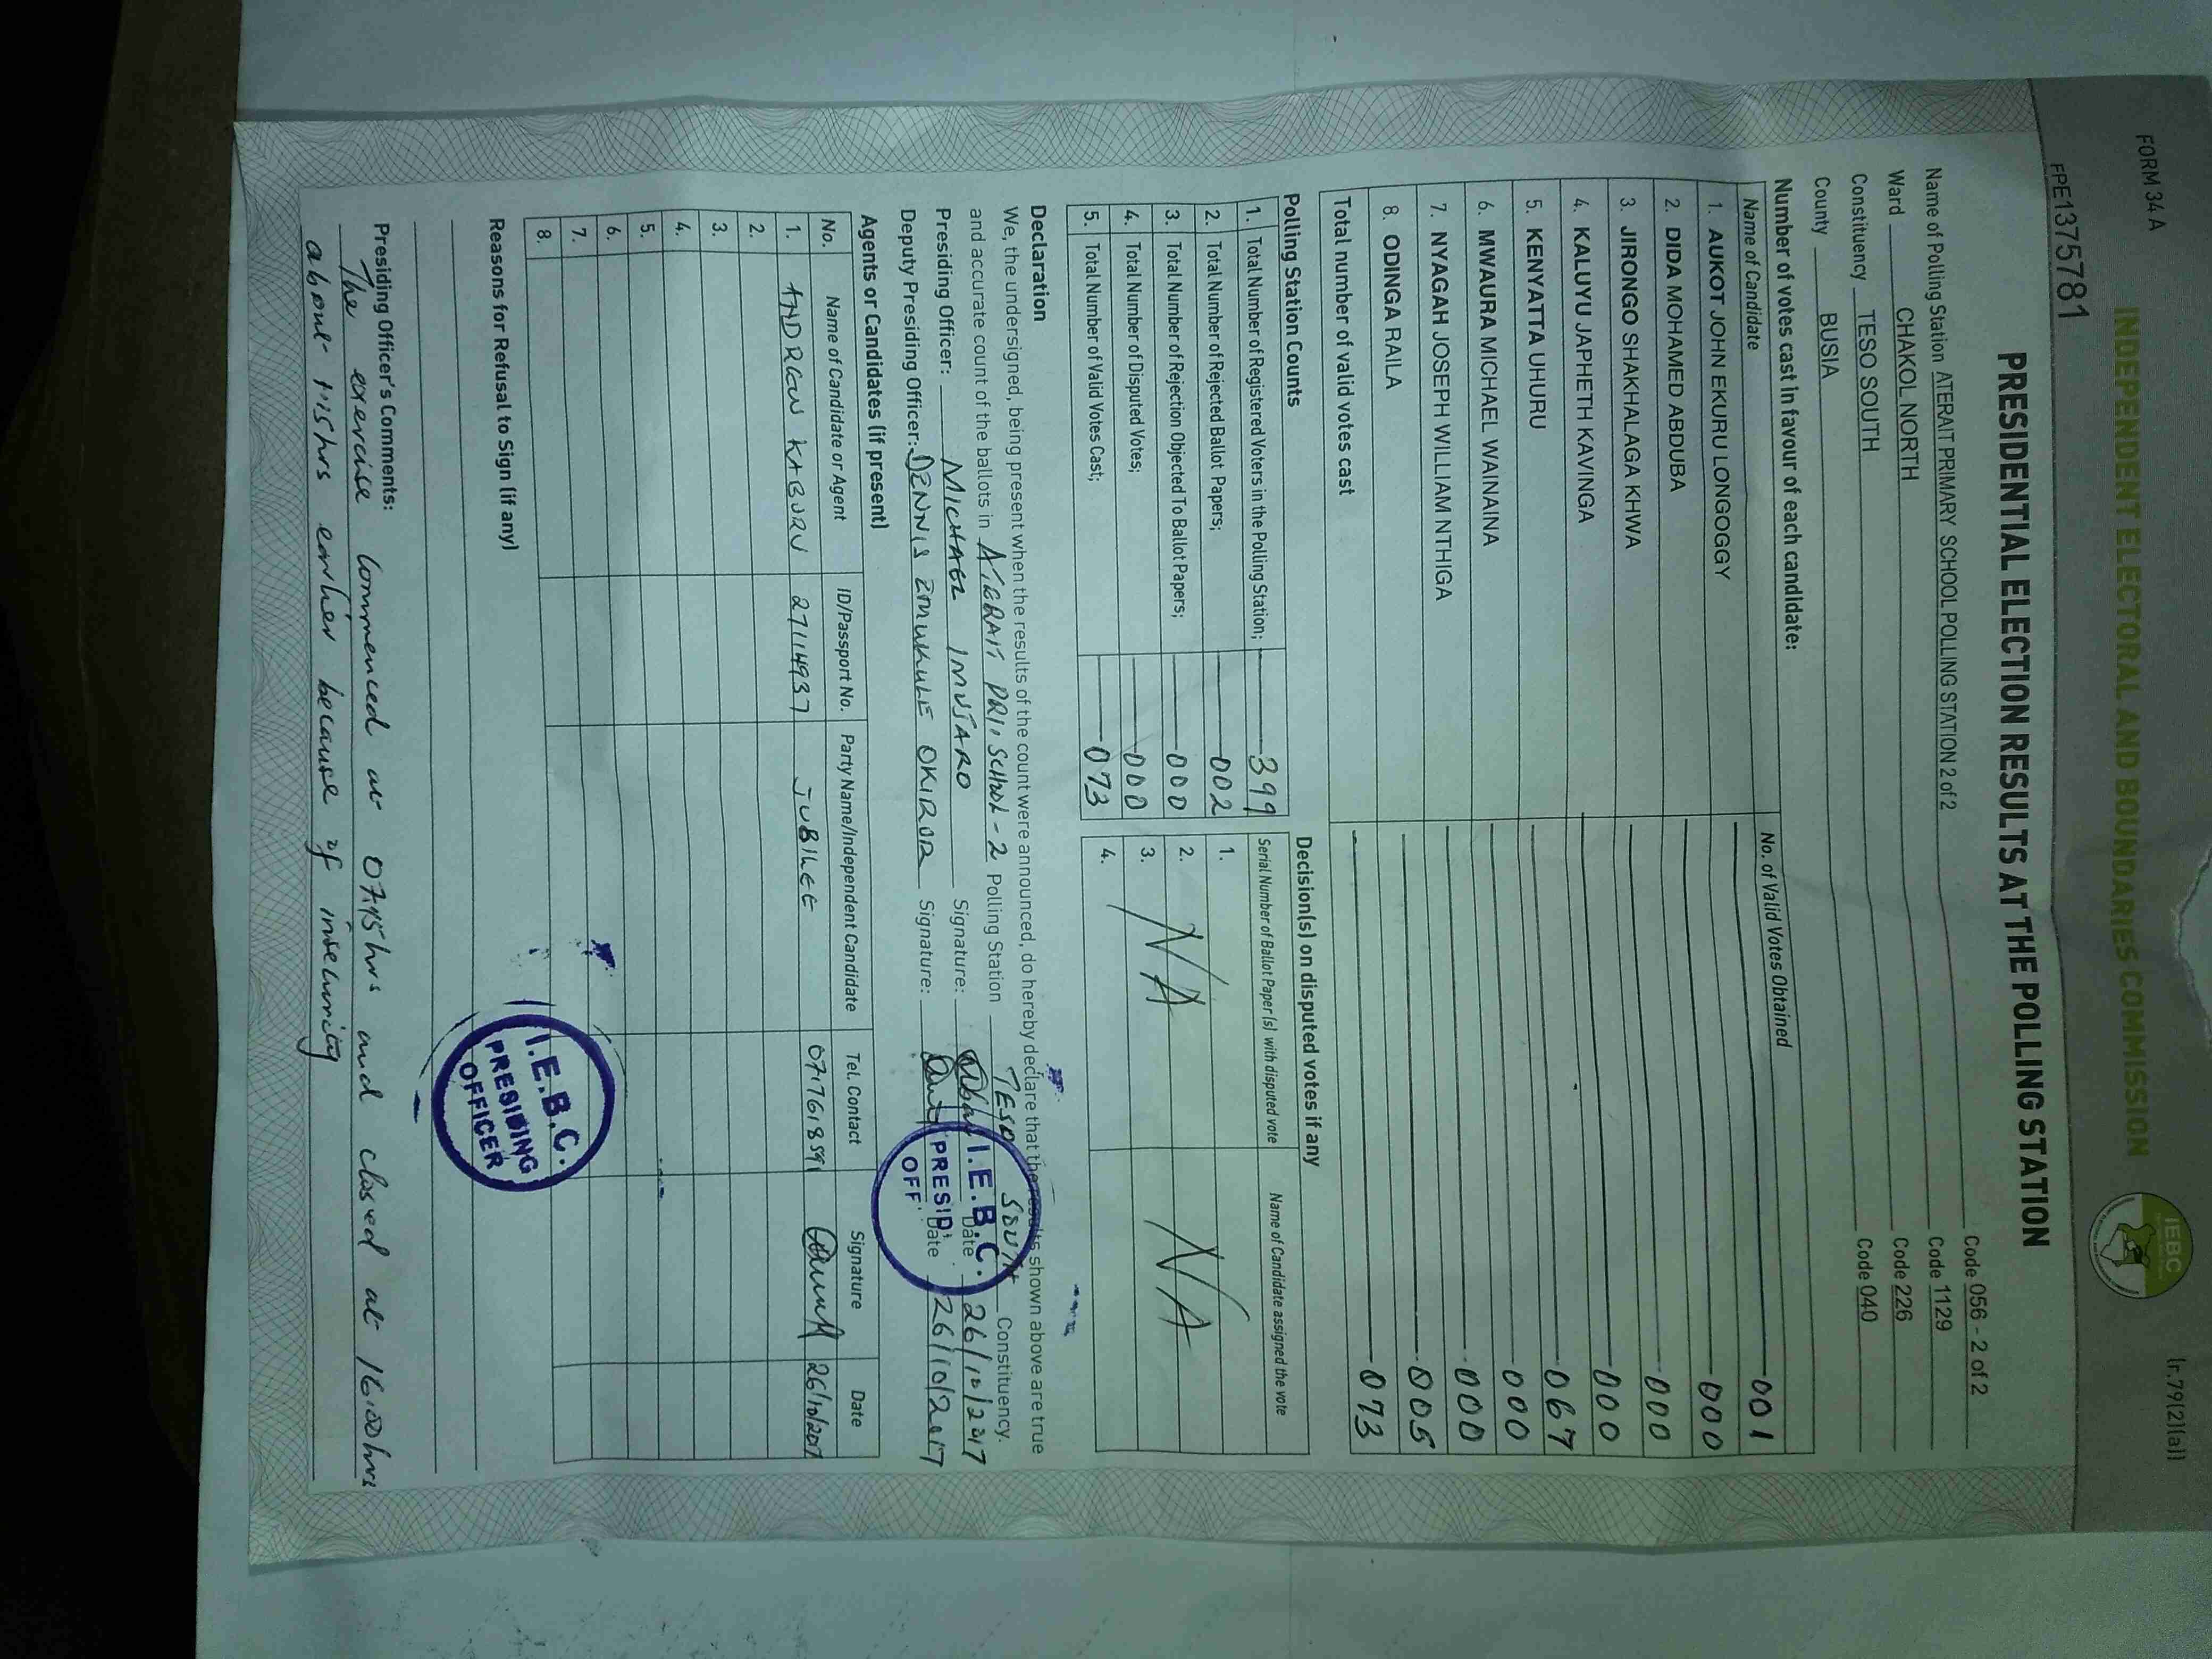 FORM 34 A
(r.79(2)(a))
INDEPENDENT ELECTORAL AND BOUNDARIES COMMISSION
IEBC
FPE1375781
PRESIDENTIAL ELECTION RESULTS AT THE POLLING STATION
Name of Polling Station ATERAIT PRIMARY SCHOOL POLLING STATION 2 of 2 Code 056 - 2 of 2
Ward CHAKOL NORTH Code 1129
Constituency TESO SOUTH Code 226
County BUSIA Code 040
Number of votes cast in favour of each candidate:
Name of Candidate No. of Valid Votes Obtained
1. AUKOT JOHN EKURU LONGOGGY 001
2. DIDA MOHAMED ABDUBA 000
3. JIRONGO SHAKHALAGA KHWA 000
4. KALUYU JAPHETH KAVINGA 000
5. KENYATTA UHURU 067
6. MWAURA MICHAEL WAINAINA 000
7. NYAGAH JOSEPH WILLIAM NTHIGA 000
8. ODINGA RAILA 005
Total number of valid votes cast 073
Polling Station Counts
1. Total Number of Registered Voters in the Polling Station; 399
2. Total Number of Rejected Ballot Papers; 002
3. Total Number of Rejection Objected To Ballot Papers; 000
4. Total Number of Disputed Votes; 000
5. Total Number of Valid Votes Cast; 073
Decision(s) on disputed votes if any
Serial Number of Ballot Paper (s) with disputed vote Name of Candidate assigned the vote
1.
2. N/A N/A
3.
4.
Declaration
We, the undersigned, being present when the results of the count were announced, do hereby declare that the results shown above are true
and accurate count of the ballots in ATERAIT PRI, SCHOOL - 2 Polling Station TESO SOUTH Constituency.
Presiding Officer: MICHAEL IMUSARO Signature: Date 26/10/2017
Deputy Presiding Officer: DENNIS EMUKULE OKIROR Signature: Date 26/10/2017
I.E.B.C.
PRESID.
OFF.
Agents or Candidates (if present)
No. Name of Candidate or Agent ID/Passport No. Party Name/Independent Candidate Tel. Contact Signature Date
1. KABURU 27114937 JUBILEE 0717618591 26/10/2017
2.
3.
4.
5.
6.
7.
8.
I.E.B.C.
PRESIDING
OFFICER
Reasons for Refusal to Sign (if any)
Presiding Officer's Comments:
The exercise commenced at 0745hrs and closed at 16:00hrs
about 1115hrs earlier because of insecurity